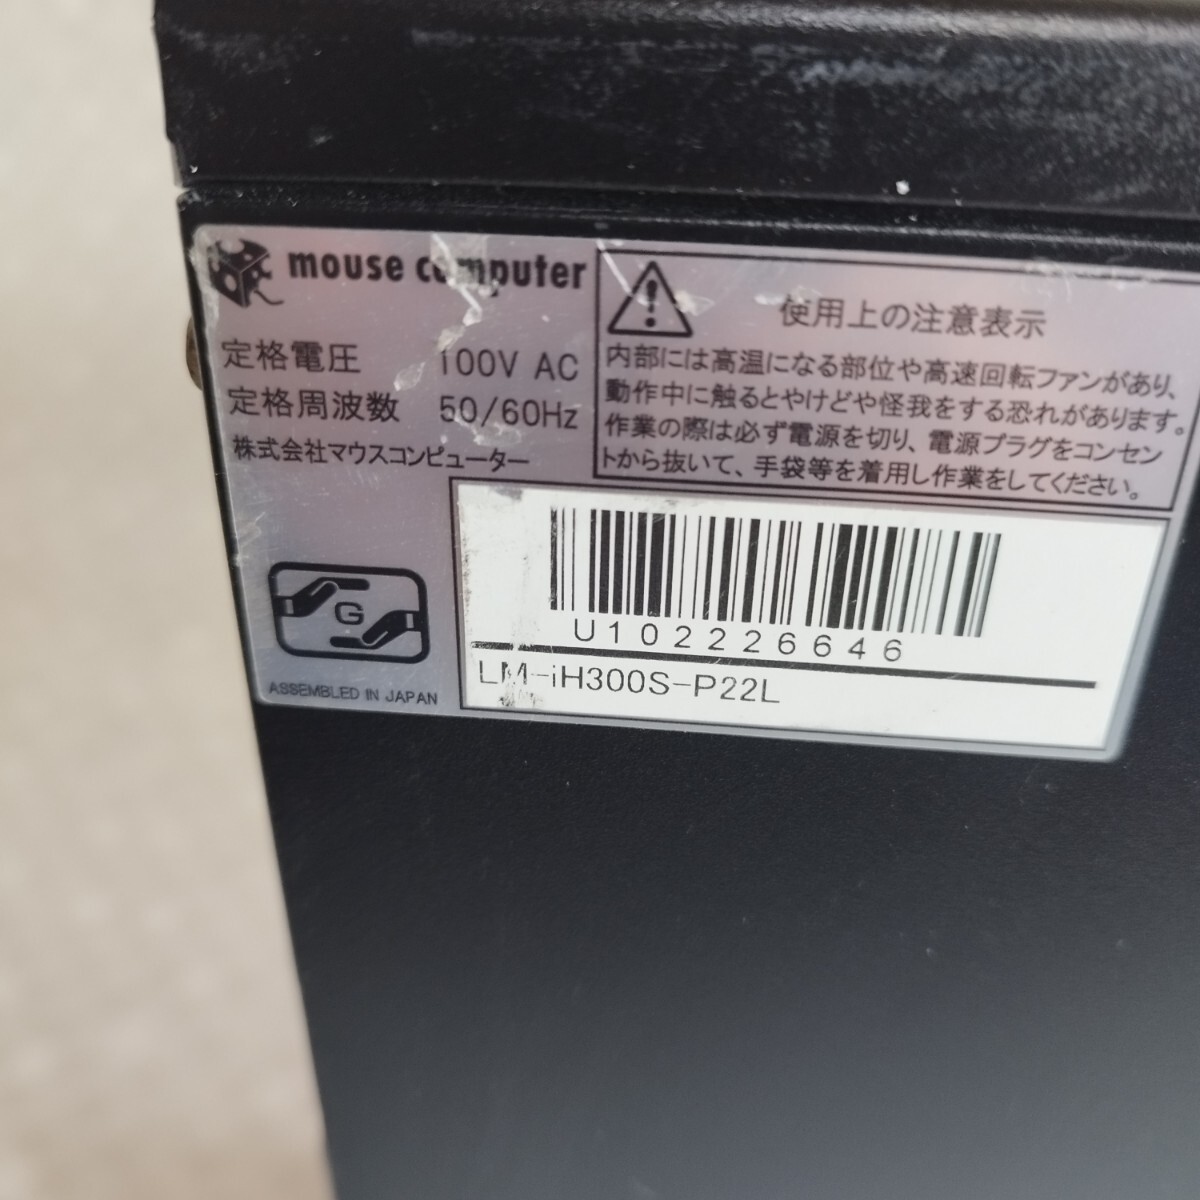 mouse computer
定格電圧 100V AC
定格周波数 50/60Hz
株式会社マウスコンピューター
使用上の注意表示
内部には高温になる部位や高速回転ファンがあり、
動作中に触るとやけどや怪我をする恐れがあります。
作業の際は必ず電源を切り、電源プラグをコンセン
トから抜いて、手袋等を着用し作業をしてください。
G
ASSEMBLED IN JAPAN
U102226646
LM-iH300S-P22L